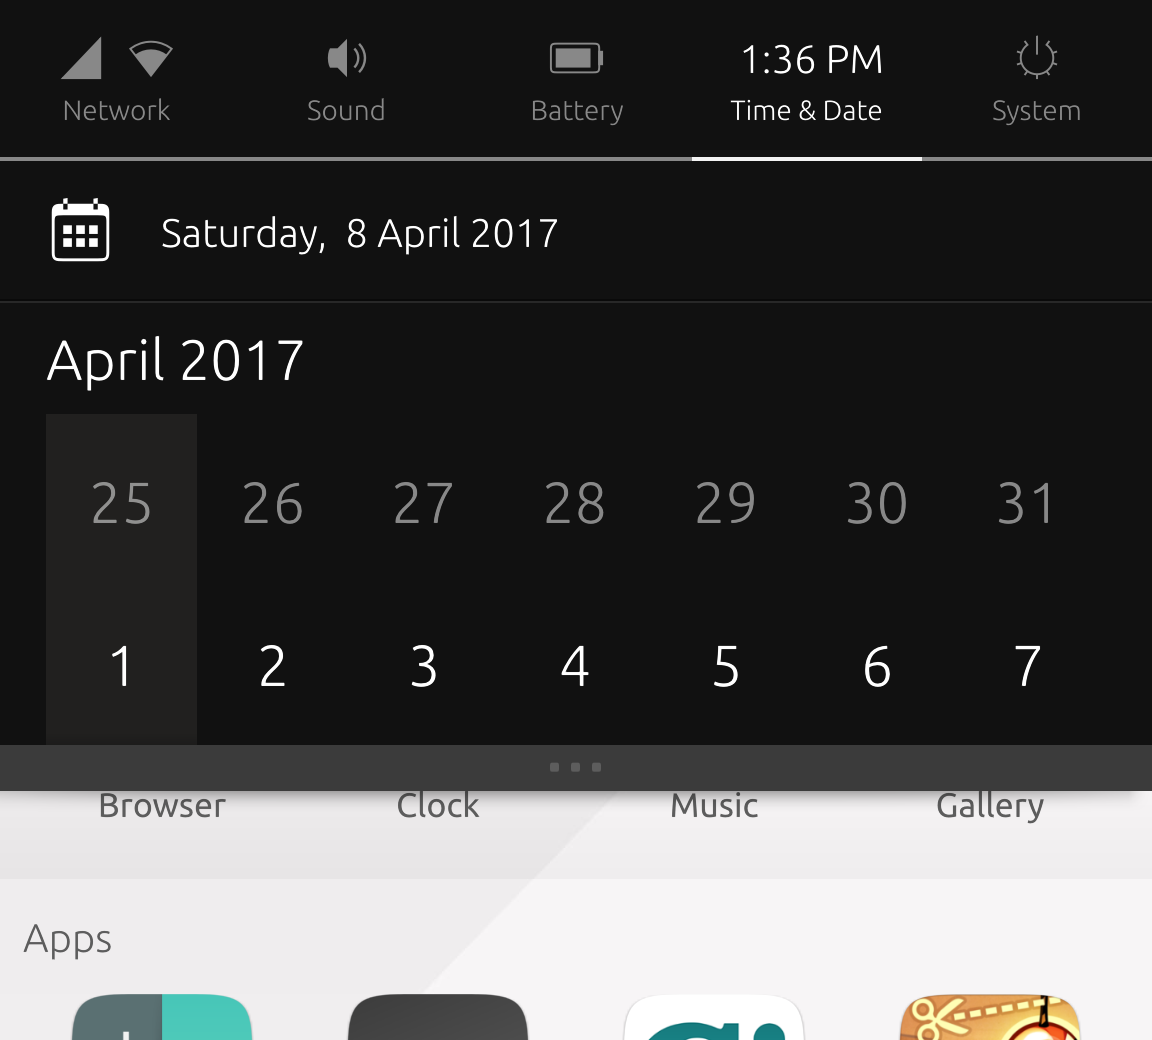 1:36 PM
Network Sound Battery Time & Date System
Saturday, 8 April 2017
April 2017
25 26 27 28 29 30 31
1 2 3 4 5 6 7
Browser Clock Music Gallery
Apps